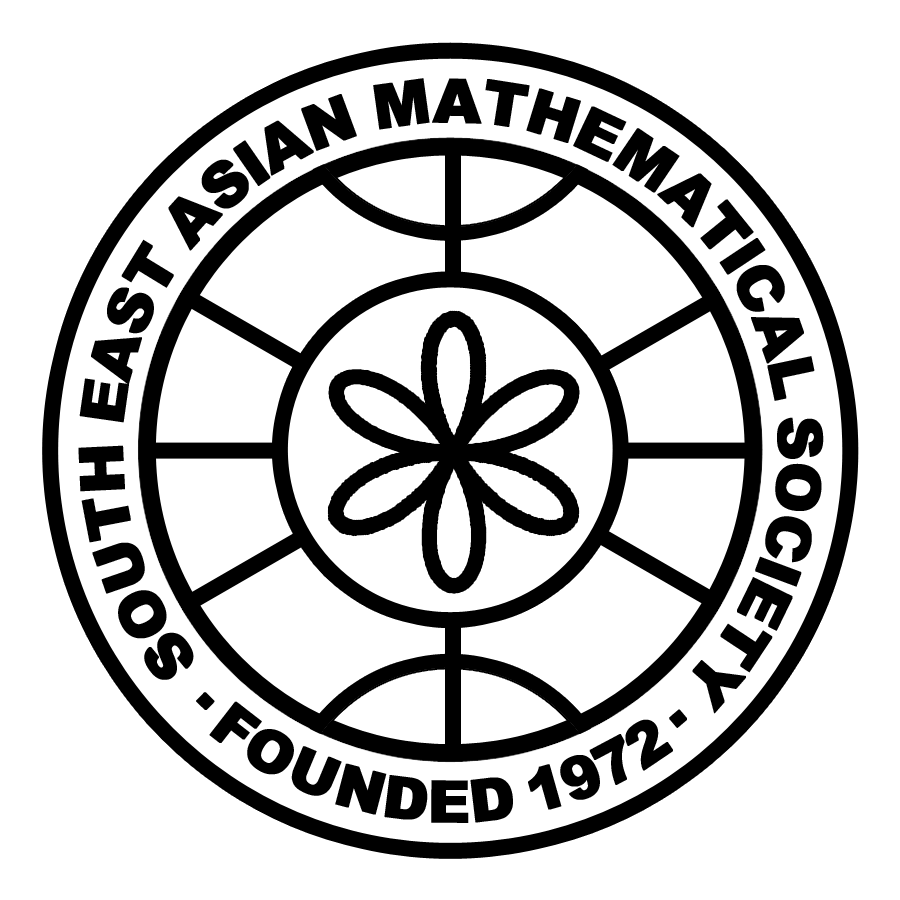 SOUTH EAST ASIAN MATHEMATICAL SOCIETY
· FOUNDED 1972 ·